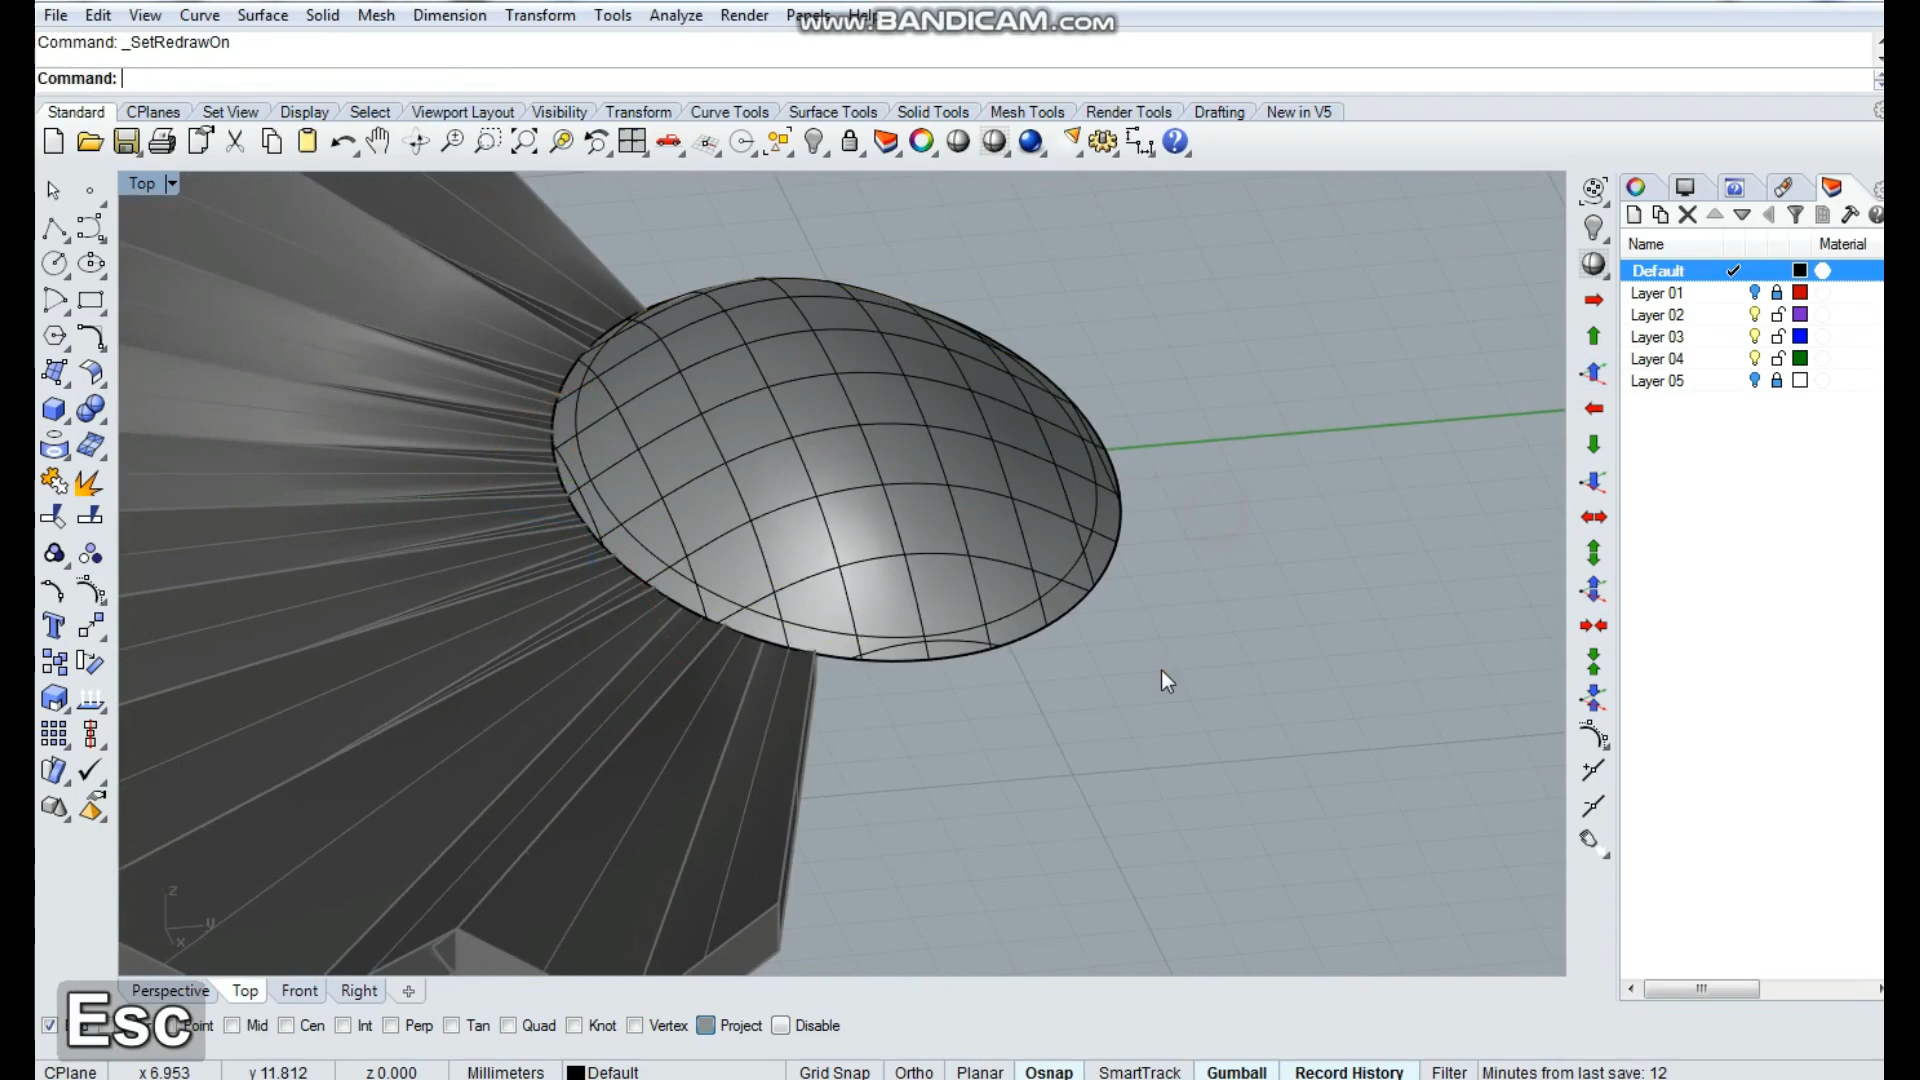 File Edit View Curve Surface Solid Mesh Dimension Transform Tools Analyze Render Panels Help
www.BANDICAM.com
Command: _SetRedrawOn
Command:
Standard CPlanes Set View Display Select Viewport Layout Visibility Transform Curve Tools Surface Tools Solid Tools Mesh Tools Render Tools Drafting New in V5
Top
Name Material
Default
Layer 01
Layer 02
Layer 03
Layer 04
Layer 05
z
y
x
Perspective Top Front Right
Esc
Mid Cen Int Perp Tan Quad Knot Vertex Project Disable
CPlane x 6.953 y 11.812 z 0.000 Millimeters Default Grid Snap Ortho Planar Osnap SmartTrack Gumball Record History Filter Minutes from last save: 12